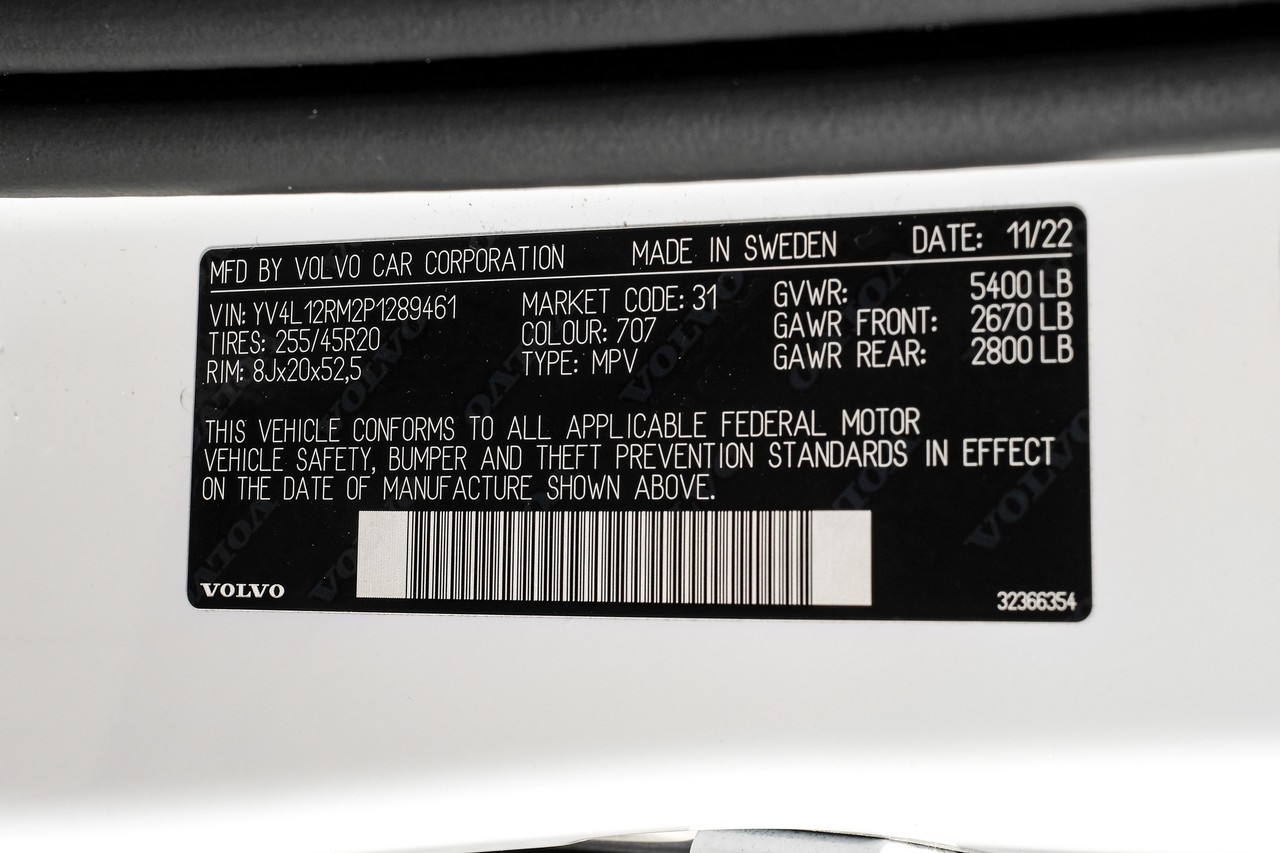 MFD BY VOLVO CAR CORPORATION MADE IN SWEDEN DATE: 11/22
VIN: YV4L12RM2P1289461 MARKET CODE: 31 GVWR: 5400 LB
TIRES: 255/45R20 COLOUR: 707 GAWR FRONT: 2670 LB
RIM: 8Jx20x52,5 TYPE: MPV GAWR REAR: 2800 LB
THIS VEHICLE CONFORMS TO ALL APPLICABLE FEDERAL MOTOR
VEHICLE SAFETY, BUMPER AND THEFT PREVENTION STANDARDS IN EFFECT
ON THE DATE OF MANUFACTURE SHOWN ABOVE.
VOLVO 32366354